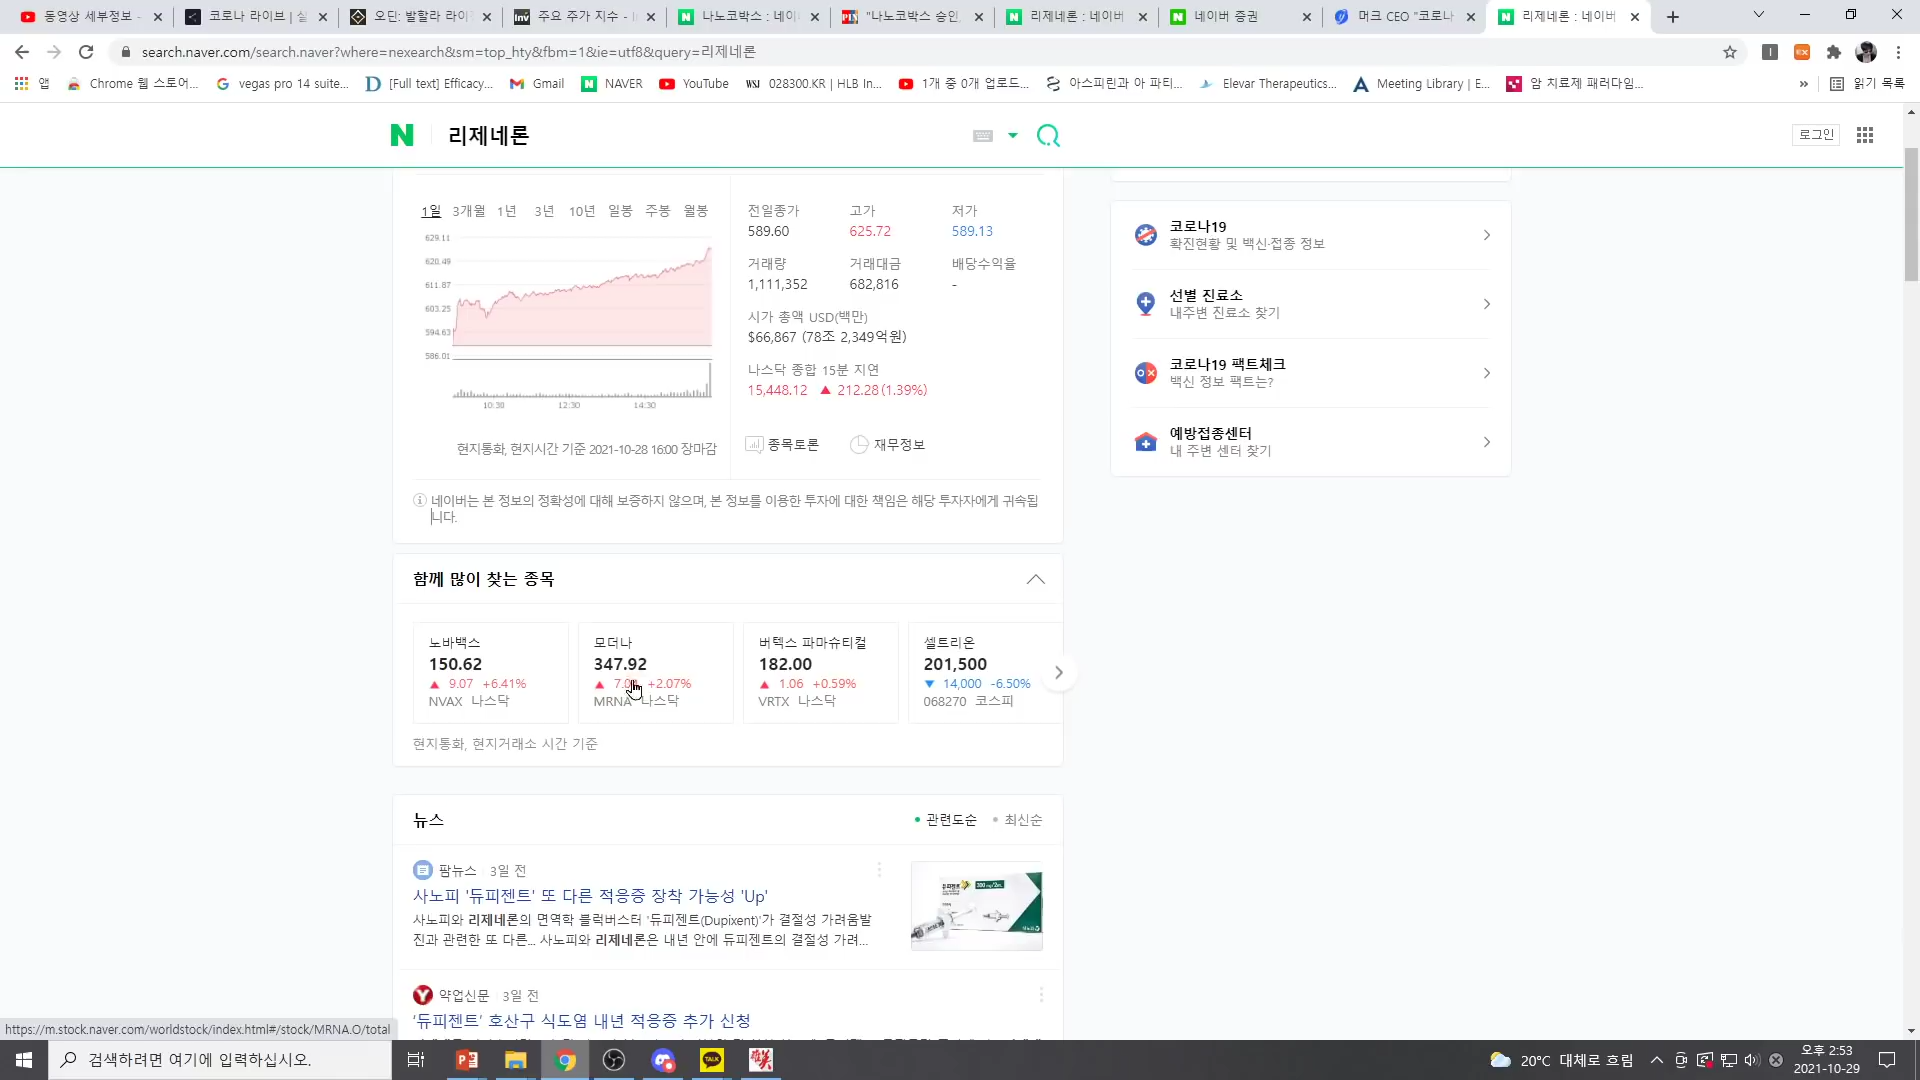 동영상 세부정보 -
코로나 라이브 | 실
오딘: 발할라 라이
주요 주가 지수 - I
나노코박스 : 네이
"나노코박스 승인
리제네론 : 네이버
네이버 증권
머크 CEO "코로나
리제네론 : 네이버
search.naver.com/search.naver?where=nexearch&sm=top_hty&fbm=1&ie=utf8&query=리제네론
앱
Chrome 웹 스토어...
vegas pro 14 suite...
[Full text] Efficacy...
Gmail
NAVER
YouTube
WSJ 028300.KR | HLB In...
1개 중 0개 업로드...
아스피린과 아 파티...
Elevar Therapeutics...
Meeting Library | E...
암 치료제 패러다임...
» 읽기 목록
N 리제네론
로그인
1일 3개월 1년 3년 10년 일봉 주봉 월봉
629.11
620.49
611.87
603.25
594.63
586.01
10:30 12:30 14:30
현지통화, 현지시간 기준 2021-10-28 16:00 장마감
전일종가 고가 저가
589.60 625.72 589.13
거래량 거래대금 배당수익율
1,111,352 682,816 -
시가 총액 USD(백만)
$66,867 (78조 2,349억원)
나스닥 종합 15분 지연
15,448.12 ▲ 212.28 (1.39%)
종목토론 재무정보
네이버는 본 정보의 정확성에 대해 보증하지 않으며, 본 정보를 이용한 투자에 대한 책임은 해당 투자자에게 귀속됩
니다.
코로나19
확진현황 및 백신·접종 정보
선별 진료소
내주변 진료소 찾기
코로나19 팩트체크
백신 정보 팩트는?
예방접종센터
내 주변 센터 찾기
함께 많이 찾는 종목
노바백스
150.62
▲ 9.07 +6.41%
NVAX 나스닥
모더나
347.92
▲ +2.07%
MRNA 나스닥
버텍스 파마슈티컬
182.00
▲ 1.06 +0.59%
VRTX 나스닥
셀트리온
201,500
▼ 14,000 -6.50%
068270 코스피
현지통화, 현지거래소 시간 기준
뉴스
관련도순 최신순
팜뉴스 3일 전
사노피 '듀피젠트' 또 다른 적응증 장착 가능성 'Up'
사노피와 리제네론의 면역학 블럭버스터 '듀피젠트(Dupixent)'가 결절성 가려움발
진과 관련한 또 다른... 사노피와 리제네론은 내년 안에 듀피젠트의 결절성 가려...
약업신문 3일 전
'듀피젠트' 호산구 식도염 내년 적응증 추가 신청
https://m.stock.naver.com/worldstock/index.html#/stock/MRNA.O/total
검색하려면 여기에 입력하십시오.
TALK
20°C 대체로 흐림
오후 2:53
2021-10-29